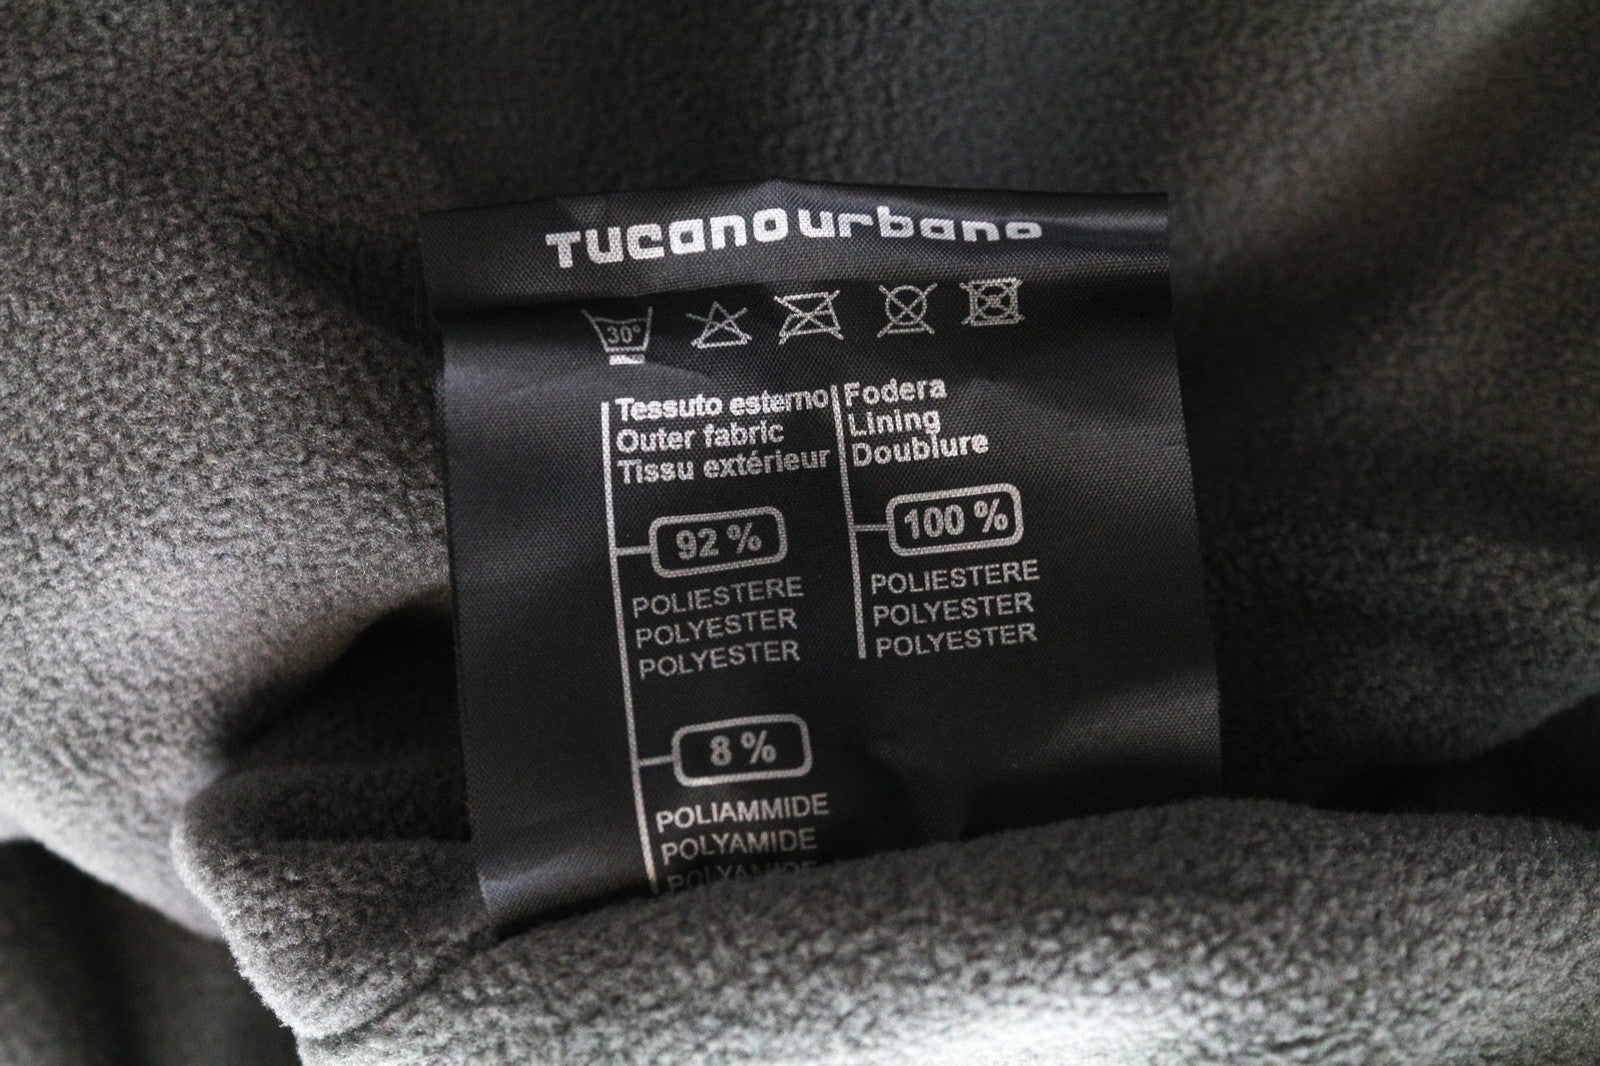 Tucanourbano
30°
Tessuto esterno
Outer fabric
Tissu extérieur
92 %
POLIESTERE
POLYESTER
POLYESTER
8 %
POLIAMMIDE
POLYAMIDE
POLYAMIDE
Fodera
Lining
Doublure
100 %
POLIESTERE
POLYESTER
POLYESTER